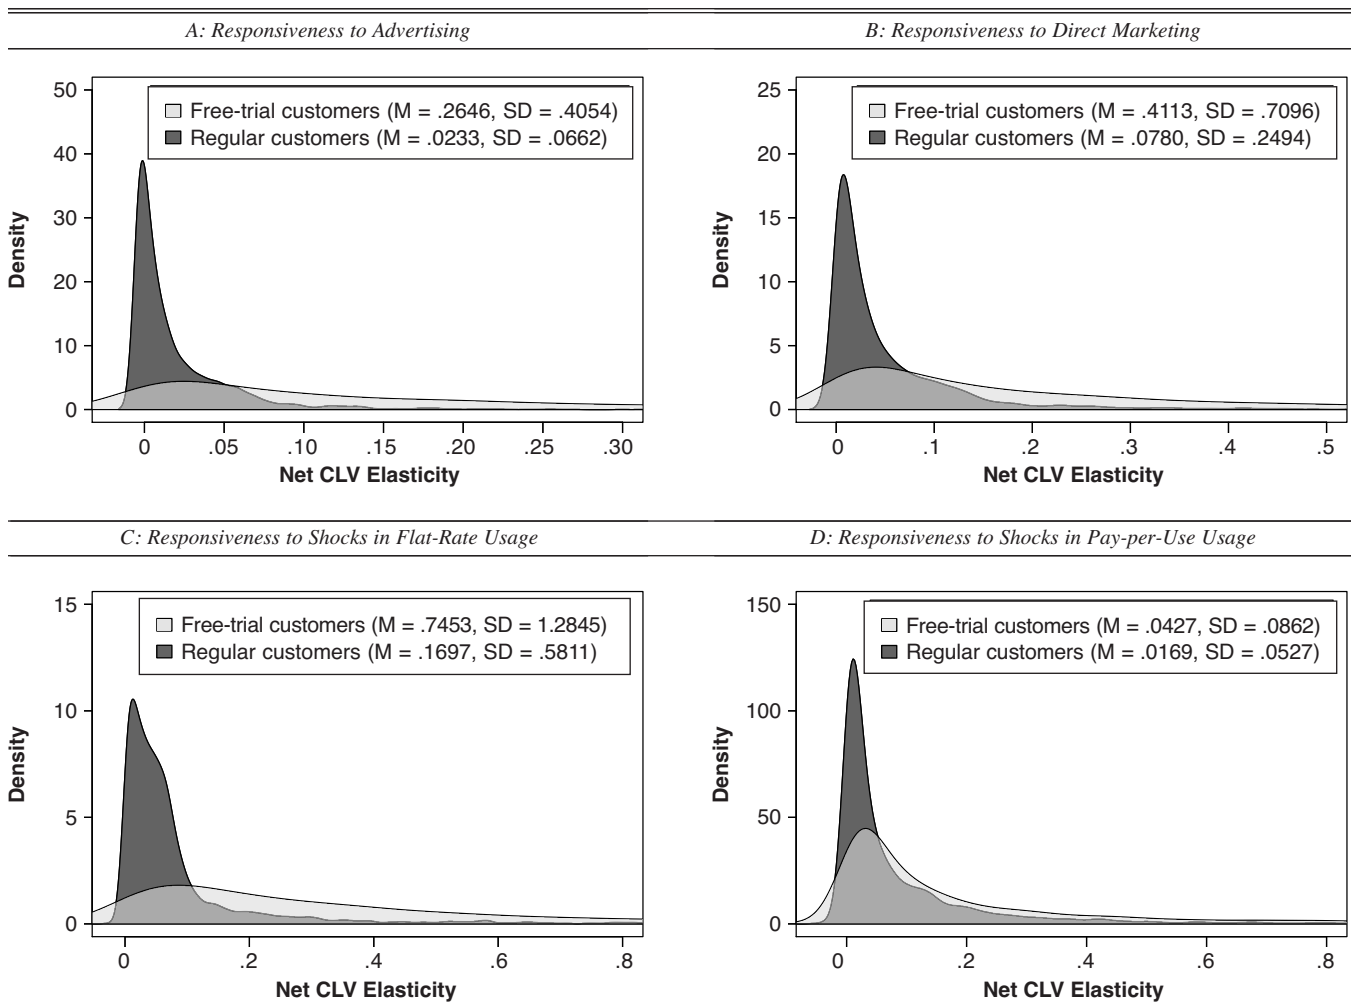 A: Responsiveness to Advertising
50
40
30
20
10
0
Density
Free-trial customers (M = .2646, SD = .4054)
Regular customers (M = .0233, SD = .0662)
0 .05 .10 .15 .20 .25 .30
Net CLV Elasticity
B: Responsiveness to Direct Marketing
25
20
15
10
5
0
Density
Free-trial customers (M = .4113, SD = .7096)
Regular customers (M = .0780, SD = .2494)
0 .1 .2 .3 .4 .5
Net CLV Elasticity
C: Responsiveness to Shocks in Flat-Rate Usage
15
10
5
0
Density
Free-trial customers (M = .7453, SD = 1.2845)
Regular customers (M = .1697, SD = .5811)
0 .2 .4 .6 .8
Net CLV Elasticity
D: Responsiveness to Shocks in Pay-per-Use Usage
150
100
50
0
Density
Free-trial customers (M = .0427, SD = .0862)
Regular customers (M = .0169, SD = .0527)
0 .2 .4 .6 .8
Net CLV Elasticity